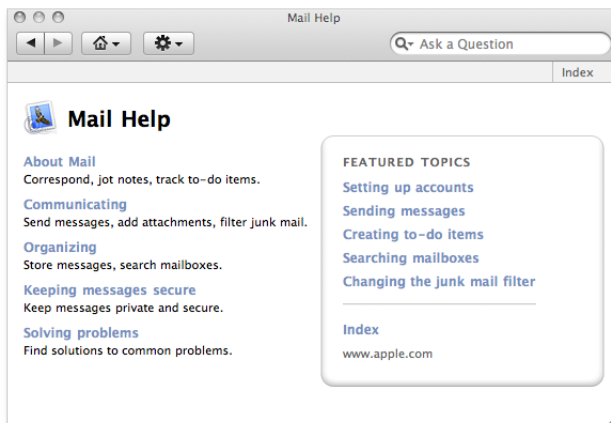 Mail Help
Ask a Question
Index
Mail Help
About Mail
Correspond, jot notes, track to-do items.
Communicating
Send messages, add attachments, filter junk mail.
Organizing
Store messages, search mailboxes.
Keeping messages secure
Keep messages private and secure.
Solving problems
Find solutions to common problems.
FEATURED TOPICS
Setting up accounts
Sending messages
Creating to-do items
Searching mailboxes
Changing the junk mail filter
Index
www.apple.com